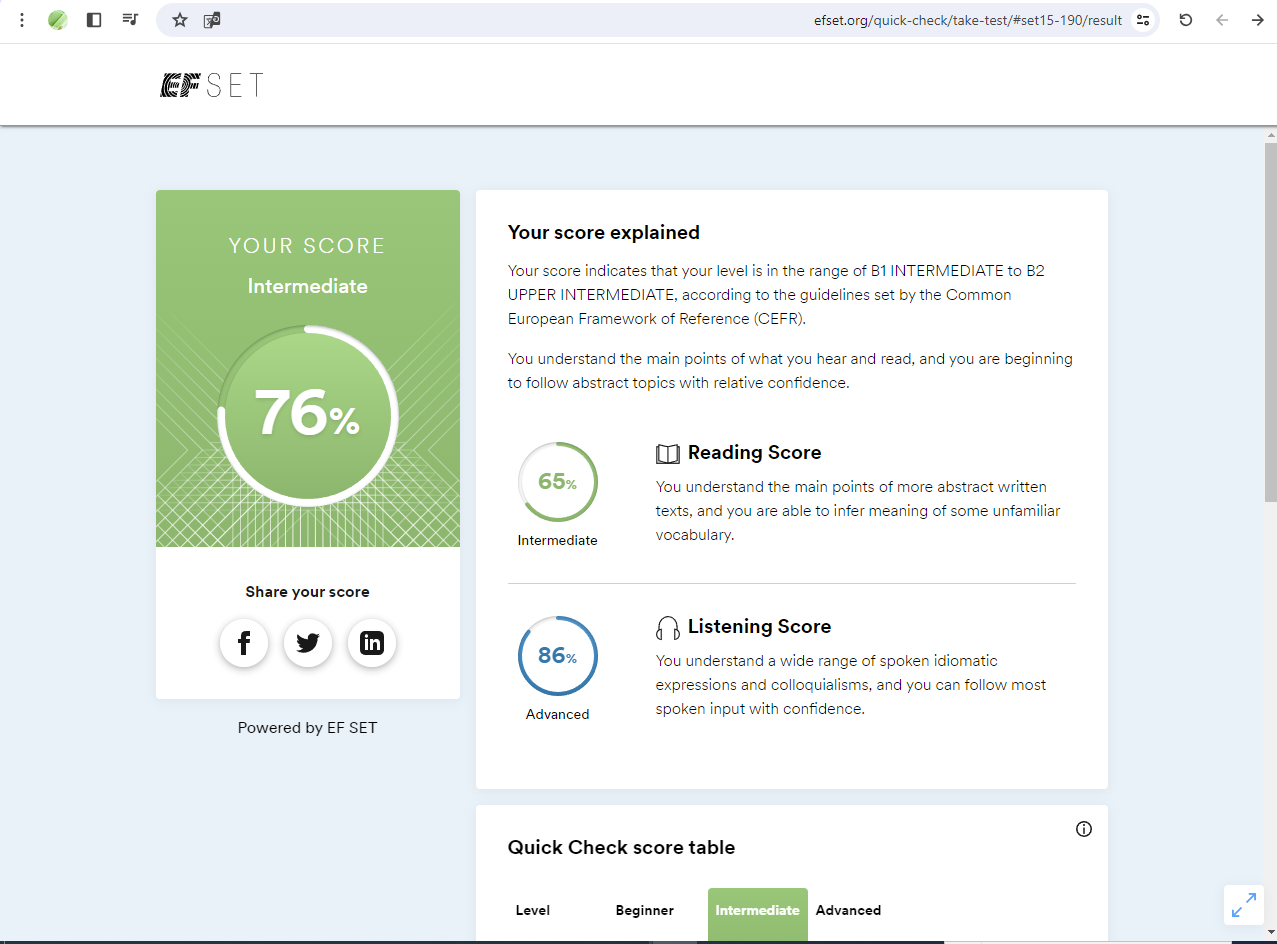 efset.org/quick-check/take-test/#set15-190/result
EF SET
YOUR SCORE
Intermediate
76%
Share your score
Powered by EF SET
Your score explained
Your score indicates that your level is in the range of B1 INTERMEDIATE to B2
UPPER INTERMEDIATE, according to the guidelines set by the Common
European Framework of Reference (CEFR).
You understand the main points of what you hear and read, and you are beginning
to follow abstract topics with relative confidence.
65%
Intermediate
Reading Score
You understand the main points of more abstract written
texts, and you are able to infer meaning of some unfamiliar
vocabulary.
86%
Advanced
Listening Score
You understand a wide range of spoken idiomatic
expressions and colloquialisms, and you can follow most
spoken input with confidence.
Quick Check score table
Level Beginner Intermediate Advanced